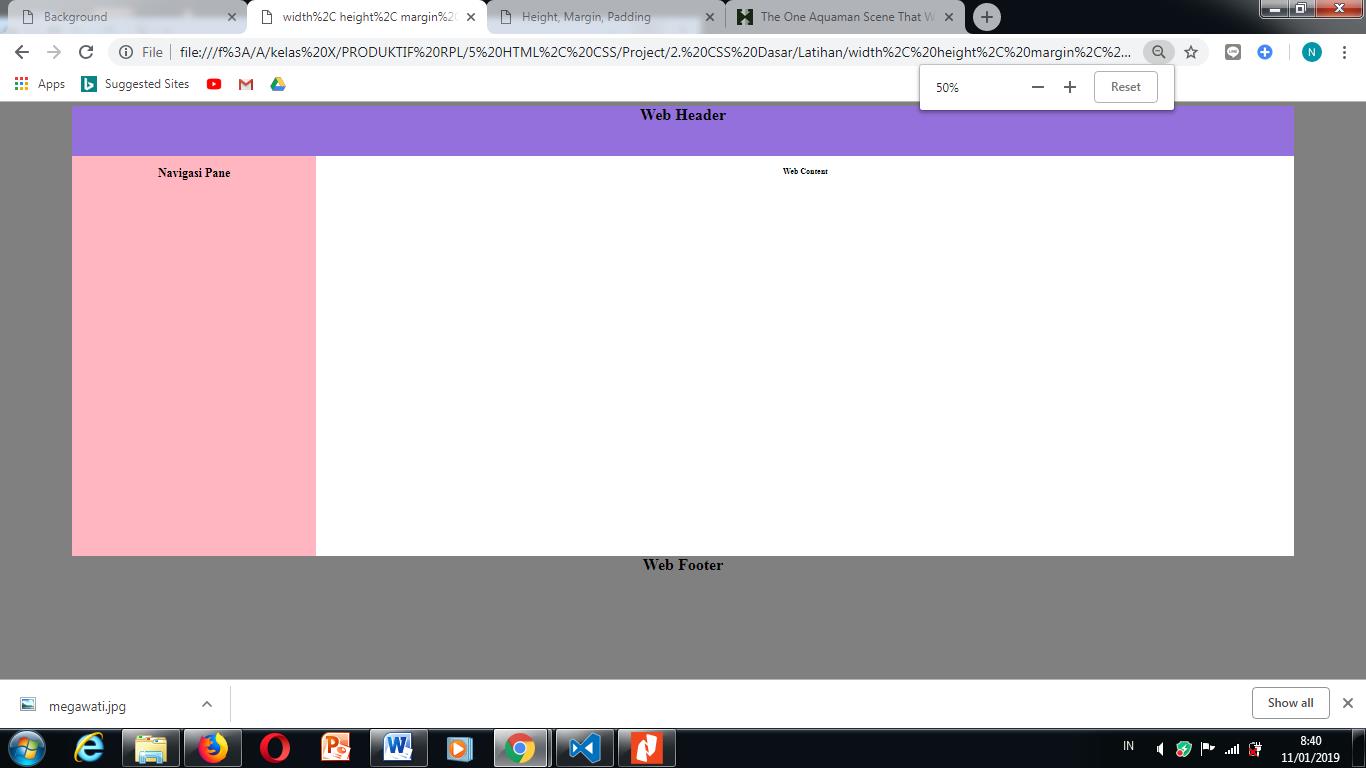 Background
width%2C height%2C margin%2C
Height, Margin, Padding
The One Aquaman Scene That W
File
file:///f%3A/A/kelas%20X/PRODUKTIF%20RPL/5%20HTML%2C%20CSS/Project/2.%20CSS%20Dasar/Latihan/width%2C%20height%2C%20margin%2C%2...
N
Apps
Suggested Sites
50%
Reset
Web Header
Navigasi Pane
Web Content
Web Footer
megawati.jpg
Show all
IN
8:40
11/01/2019